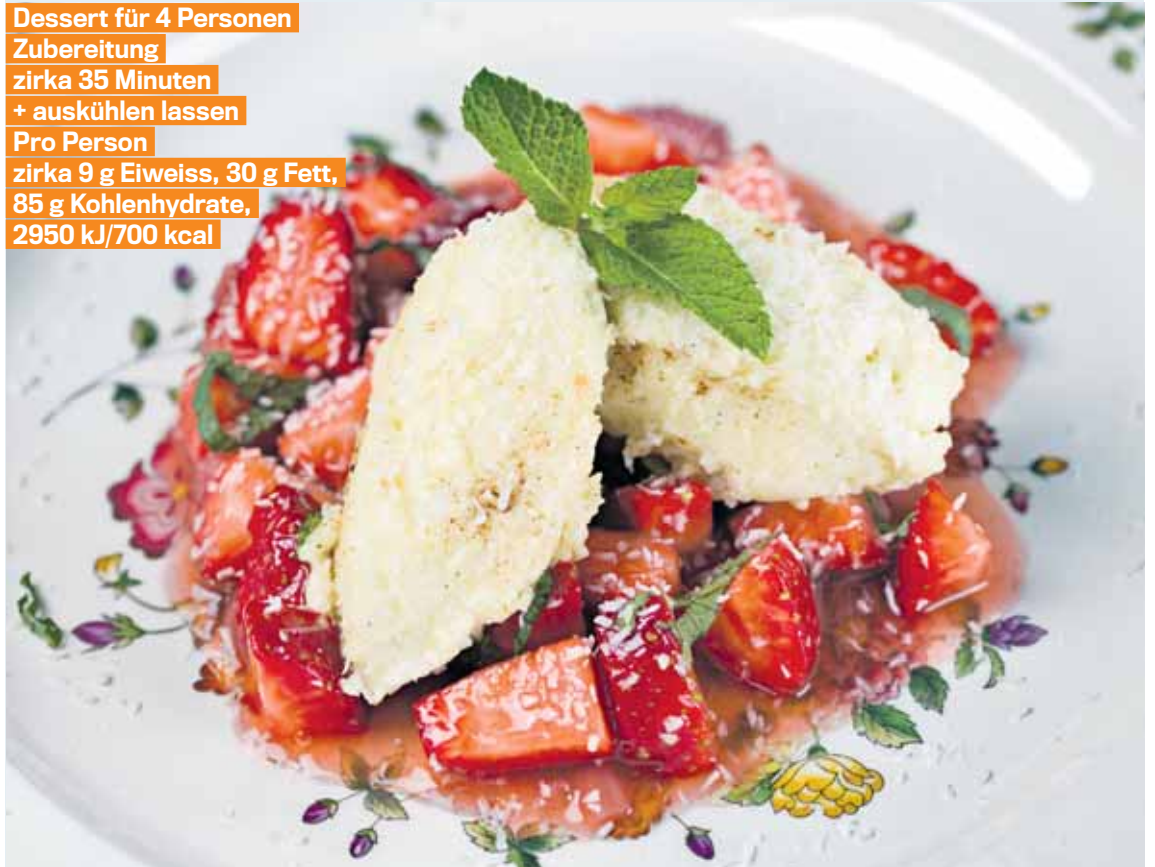 Dessert für 4 Personen
Zubereitung
zirka 35 Minuten
+ auskühlen lassen
Pro Person
zirka 9 g Eiweiss, 30 g Fett,
85 g Kohlenhydrate,
2950 kJ/700 kcal